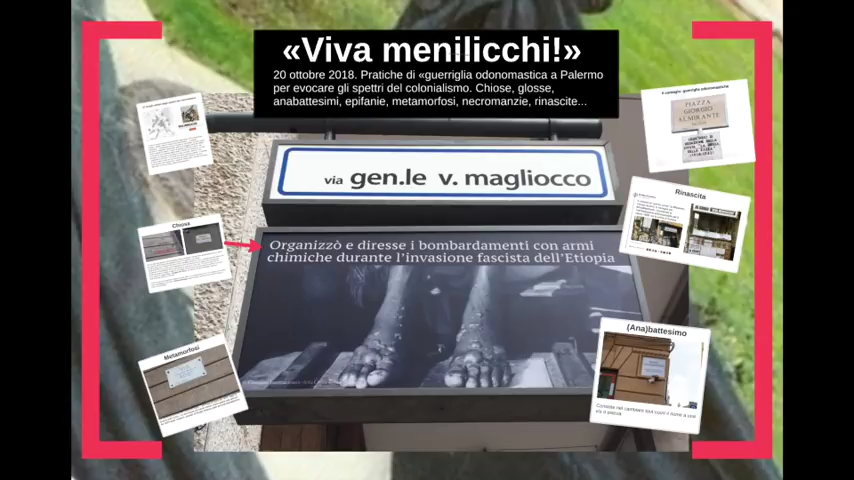 «Viva menilicchi!»
20 ottobre 2018. Pratiche di «guerriglia odonomastica a Palermo
per evocare gli spettri del colonialismo. Chiose, glosse,
anabattesimi, epifanie, metamorfosi, necromanzie, rinascite...
via gen.le v. magliocco
Organizzò e diresse i bombardamenti con armi
chimiche durante l'invasione fascista dell'Etiopia
Chiosa
Metamorfosi
PIAZZA
GIORGIO
ALMIRANTE
Rinascita
(Ana)battesimo